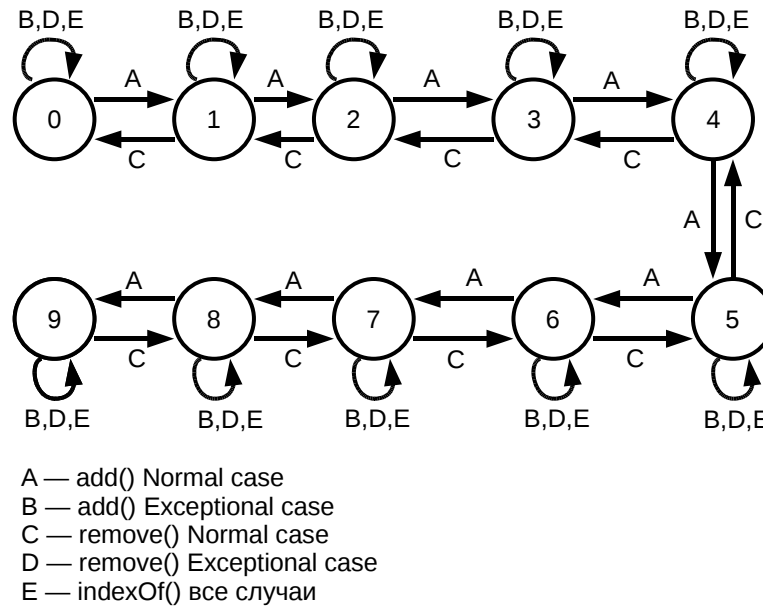 B,D,E B,D,E B,D,E B,D,E B,D,E
A A A A
0 1 2 3 4
C C C C
A C
A A A A
9 8 7 6 5
C C C C
B,D,E B,D,E B,D,E B,D,E B,D,E
A — add() Normal case
B — add() Exceptional case
C — remove() Normal case
D — remove() Exceptional case
E — indexOf() все случаи